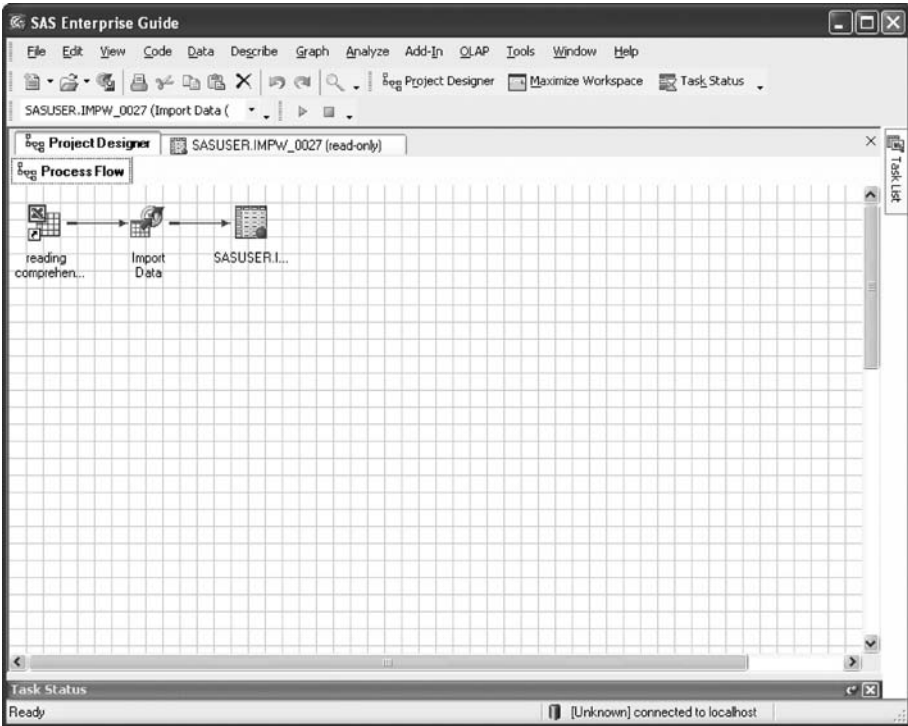 SAS Enterprise Guide
File Edit View Code Data Describe Graph Analyze Add-In OLAP Tools Window Help
Project Designer Maximize Workspace Task Status
SASUSER.IMPW_0027 (Import Data (
Project Designer SASUSER.IMPW_0027 (read-only)
Task List
Process Flow
reading comprehen...
Import Data
SASUSER.I...
Task Status
Ready [Unknown] connected to localhost